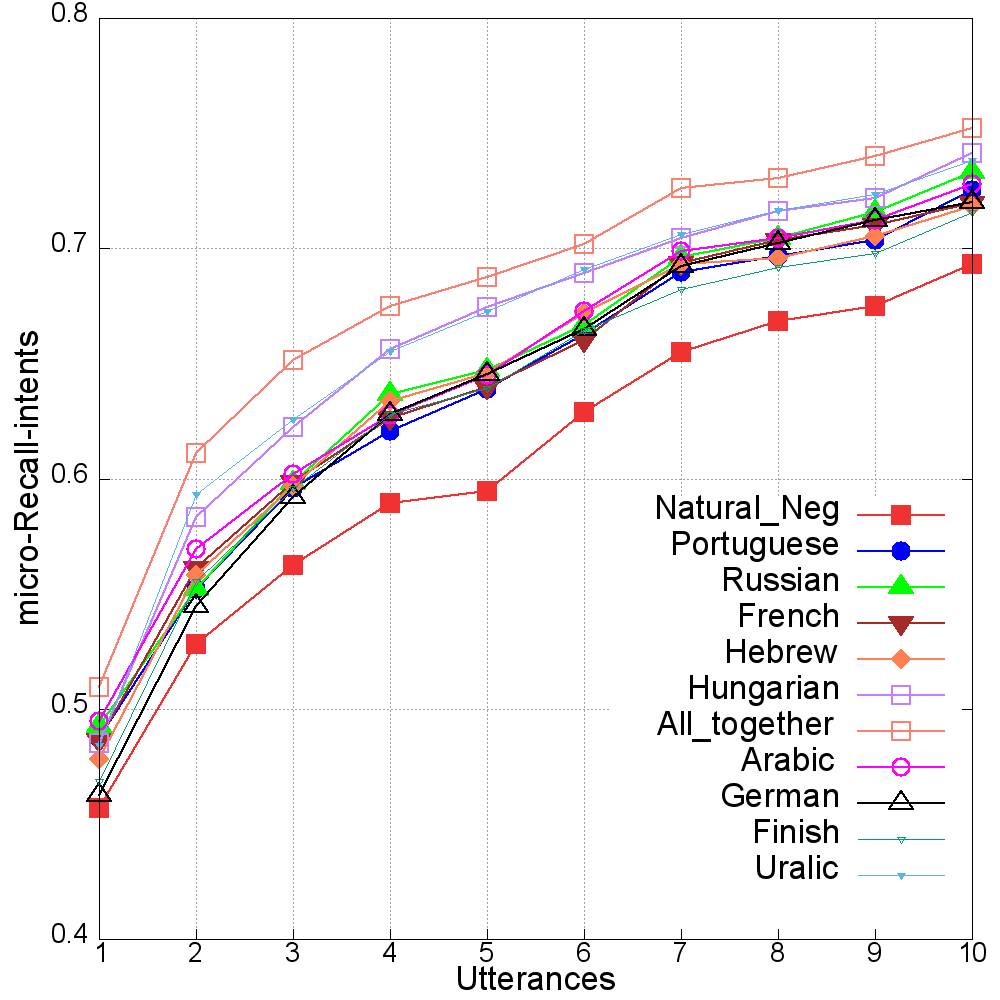 0.8
0.7
0.6
0.5
0.4
micro-Recall-intents
Natural_Neg
Portuguese
Russian
French
Hebrew
Hungarian
All_together
Arabic
German
Finish
Uralic
1 2 3 4 5 6 7 8 9 10
Utterances